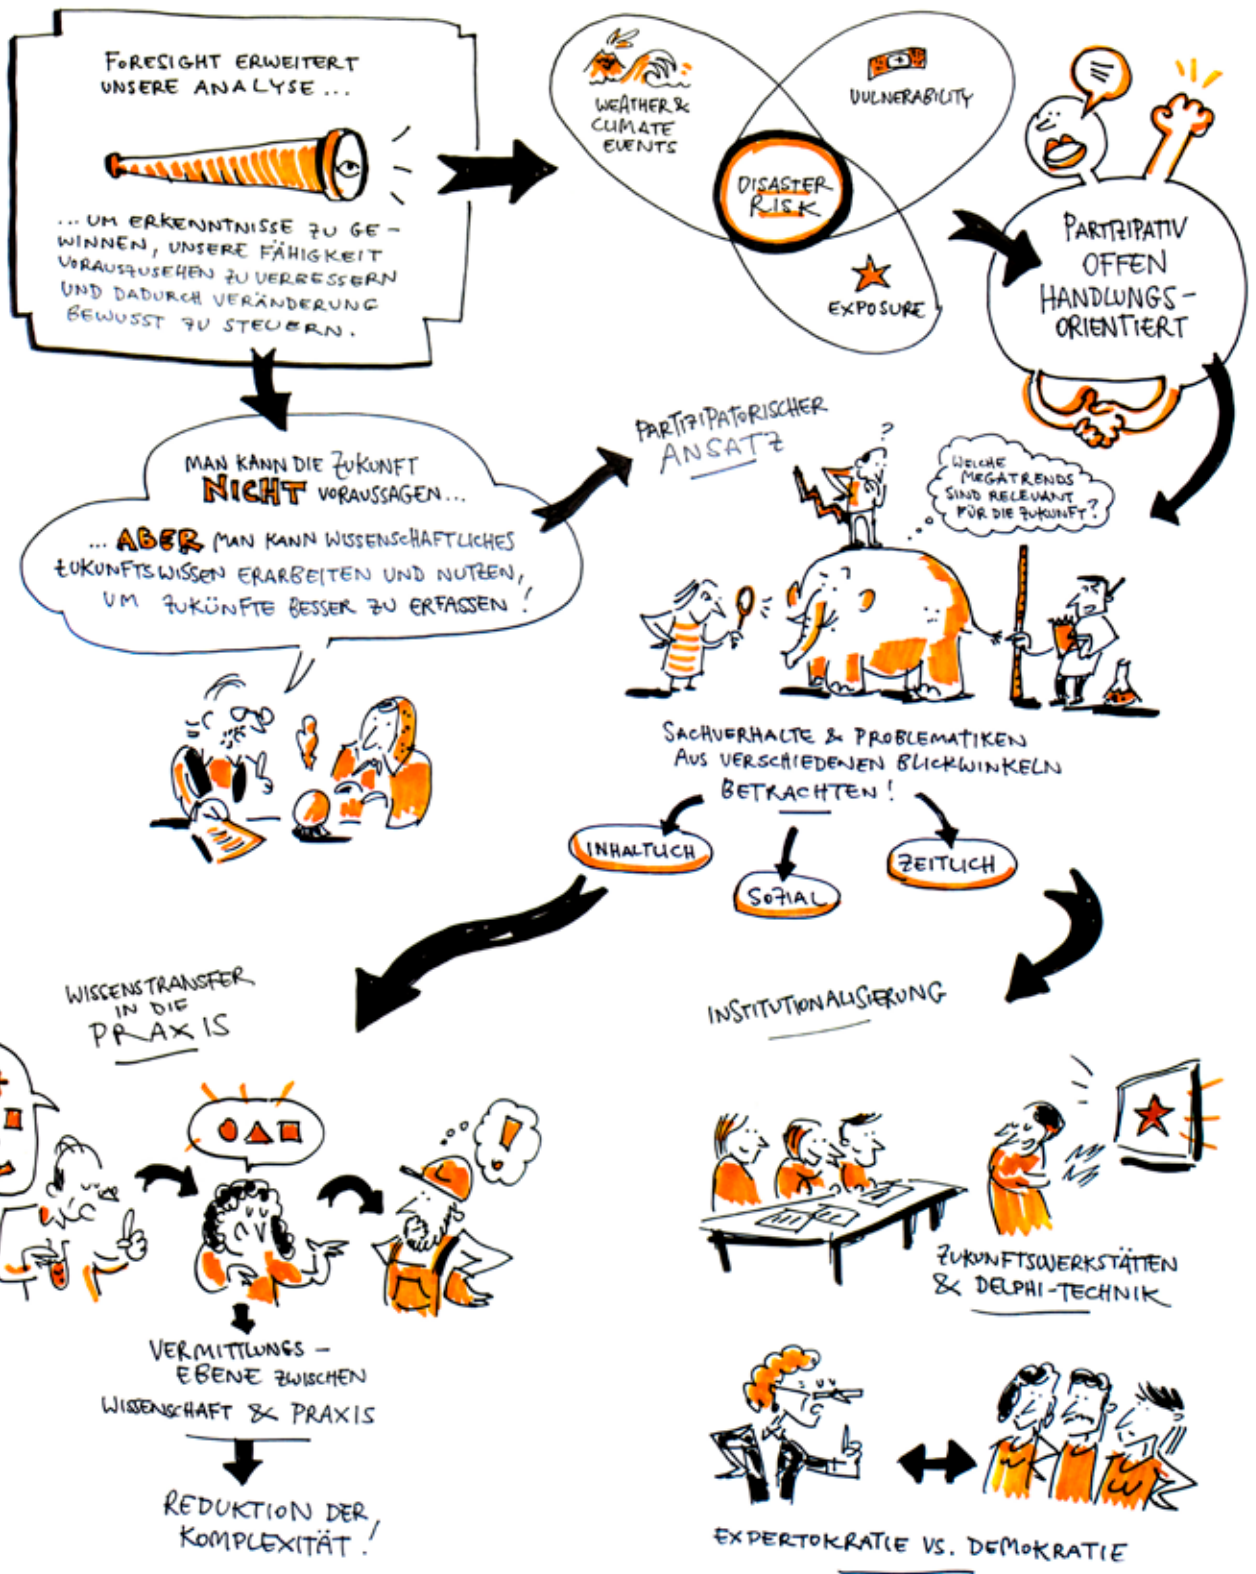 FORESIGHT ERWEITERT
UNSERE ANALYSE...
...UM ERKENNTNISSE ZU GE-
WINNEN, UNSERE FÄHIGKEIT
VORAUSZUSEHEN ZU VERBESSERN
UND DADURCH VERÄNDERUNG
BEWUSST ZU STEUERN.
WEATHER &
CLIMATE
EVENTS
VULNERABILITY
DISASTER
RISK
EXPOSURE
PARTIZIPATIV
OFFEN
HANDLUNGS-
ORIENTIERT
MAN KANN DIE ZUKUNFT
NICHT VORAUSSAGEN...
... ABER MAN KANN WISSENSCHAFTLICHES
ZUKUNFTSWISSEN ERARBEITEN UND NUTZEN,
UM ZUKÜNFTE BESSER ZU ERFASSEN!
PARTIZIPATORISCHER
ANSATZ
?
WELCHE
MEGATRENDS
SIND RELEVANT
FÜR DIE ZUKUNFT?
SACHVERHALTE & PROBLEMATIKEN
AUS VERSCHIEDENEN BLICKWINKELN
BETRACHTEN!
INHALTLICH
SOZIAL
ZEITLICH
WISSENSTRANSFER
IN DIE
PRAXIS
!
VERMITTLUNGS-
EBENE ZWISCHEN
WISSENSCHAFT & PRAXIS
REDUKTION DER
KOMPLEXITÄT!
INSTITUTIONALISIERUNG
ZUKUNFTSWERKSTÄTTEN
& DELPHI-TECHNIK
EXPERTOKRATIE VS. DEMOKRATIE